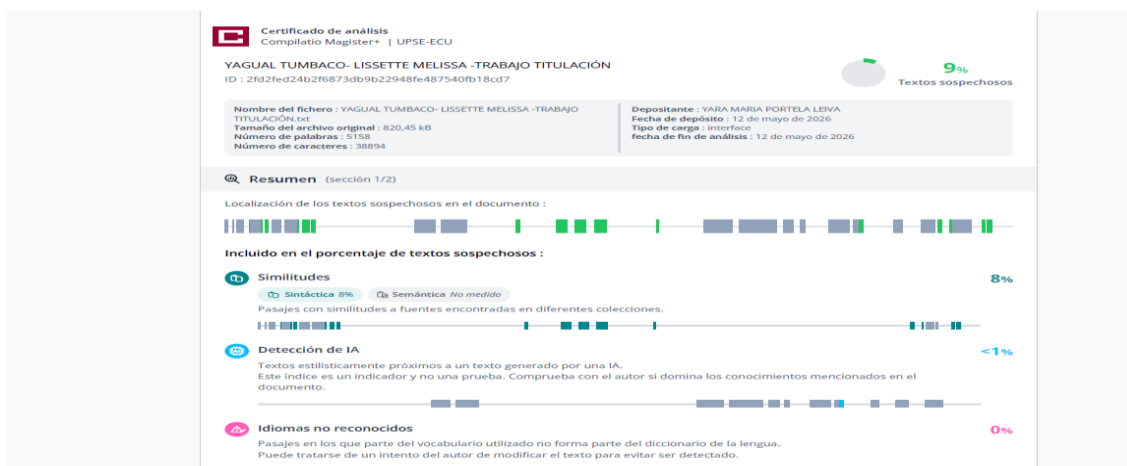 Certificado de análisis
Compilatio Magister+ | UPSE-ECU
YAGUAL TUMBACO- LISSETTE MELISSA -TRABAJO TITULACIÓN
ID : 2fd2fed24b2f6873db9b22948fe487540fb18cd7
9%
Textos sospechosos
Nombre del fichero : YAGUAL TUMBACO- LISSETTE MELISSA -TRABAJO
TITULACIÓN.txt
Tamaño del archivo original : 820,45 kB
Número de palabras : 5158
Número de caracteres : 38894
Depositante : YARA MARIA PORTELA LEIVA
Fecha de depósito : 12 de mayo de 2026
Tipo de carga : interface
fecha de fin de análisis : 12 de mayo de 2026
Resumen (sección 1/2)
Localización de los textos sospechosos en el documento :
Incluido en el porcentaje de textos sospechosos :
Similitudes
8%
Sintáctica 8% Semántica No medido
Pasajes con similitudes a fuentes encontradas en diferentes colecciones.
Detección de IA
<1%
Textos estilísticamente próximos a un texto generado por una IA.
Este índice es un indicador y no una prueba. Comprueba con el autor si domina los conocimientos mencionados en el
documento.
Idiomas no reconocidos
0%
Pasajes en los que parte del vocabulario utilizado no forma parte del diccionario de la lengua.
Puede tratarse de un intento del autor de modificar el texto para evitar ser detectado.